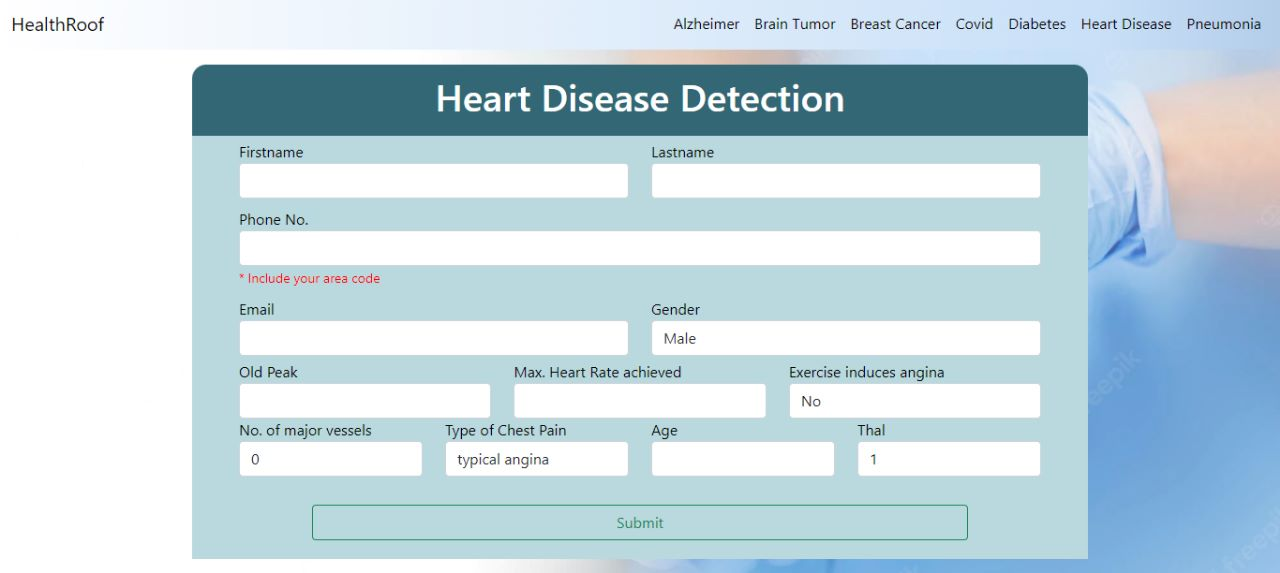 HealthRoof Alzheimer Brain Tumor Breast Cancer Covid Diabetes Heart Disease Pneumonia
Heart Disease Detection
Firstname Lastname
Phone No.
* Include your area code
Email Gender
Male
Old Peak Max. Heart Rate achieved Exercise induces angina
No
No. of major vessels Type of Chest Pain Age Thal
0 typical angina 1
Submit
freepik
freepik